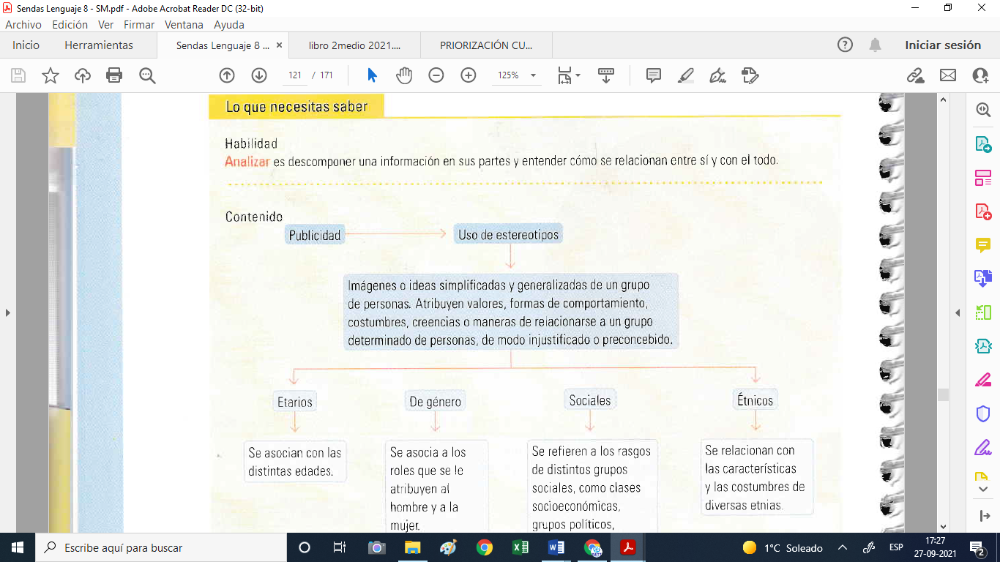 Sendas Lenguaje 8 - SM.pdf - Adobe Acrobat Reader DC (32-bit)
Archivo Edición Ver Firmar Ventana Ayuda
Inicio Herramientas Sendas Lenguaje 8 ... × libro 2medio 2021.... PRIORIZACIÓN CU... Iniciar sesión
121 / 171 125%
Lo que necesitas saber
Habilidad
Analizar es descomponer una información en sus partes y entender cómo se relacionan entre sí y con el todo.
Contenido
Publicidad Uso de estereotipos
Imágenes o ideas simplificadas y generalizadas de un grupo
de personas. Atribuyen valores, formas de comportamiento,
costumbres, creencias o maneras de relacionarse a un grupo
determinado de personas, de modo injustificado o preconcebido.
Etarios
Se asocian con las
distintas edades.
De género
Se asocia a los
roles que se le
atribuyen al
hombre y a la
mujer.
Sociales
Se refieren a los rasgos
de distintos grupos
sociales, como clases
socioeconómicas,
grupos políticos,
Étnicos
Se relacionan con
las características
y las costumbres de
diversas etnias.
Escribe aquí para buscar
1°C Soleado
ESP
17:27
27-09-2021
2